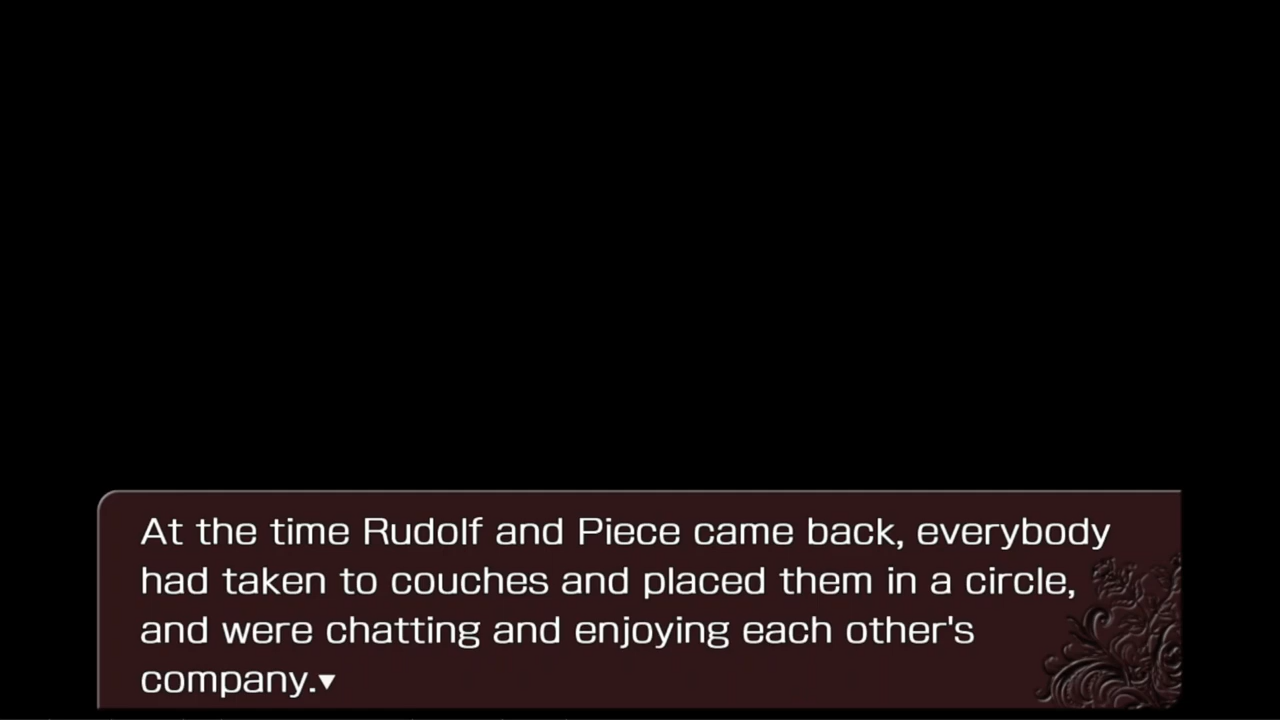 At the time Rudolf and Piece came back, everybody
had taken to couches and placed them in a circle,
and were chatting and enjoying each other's
company.▼